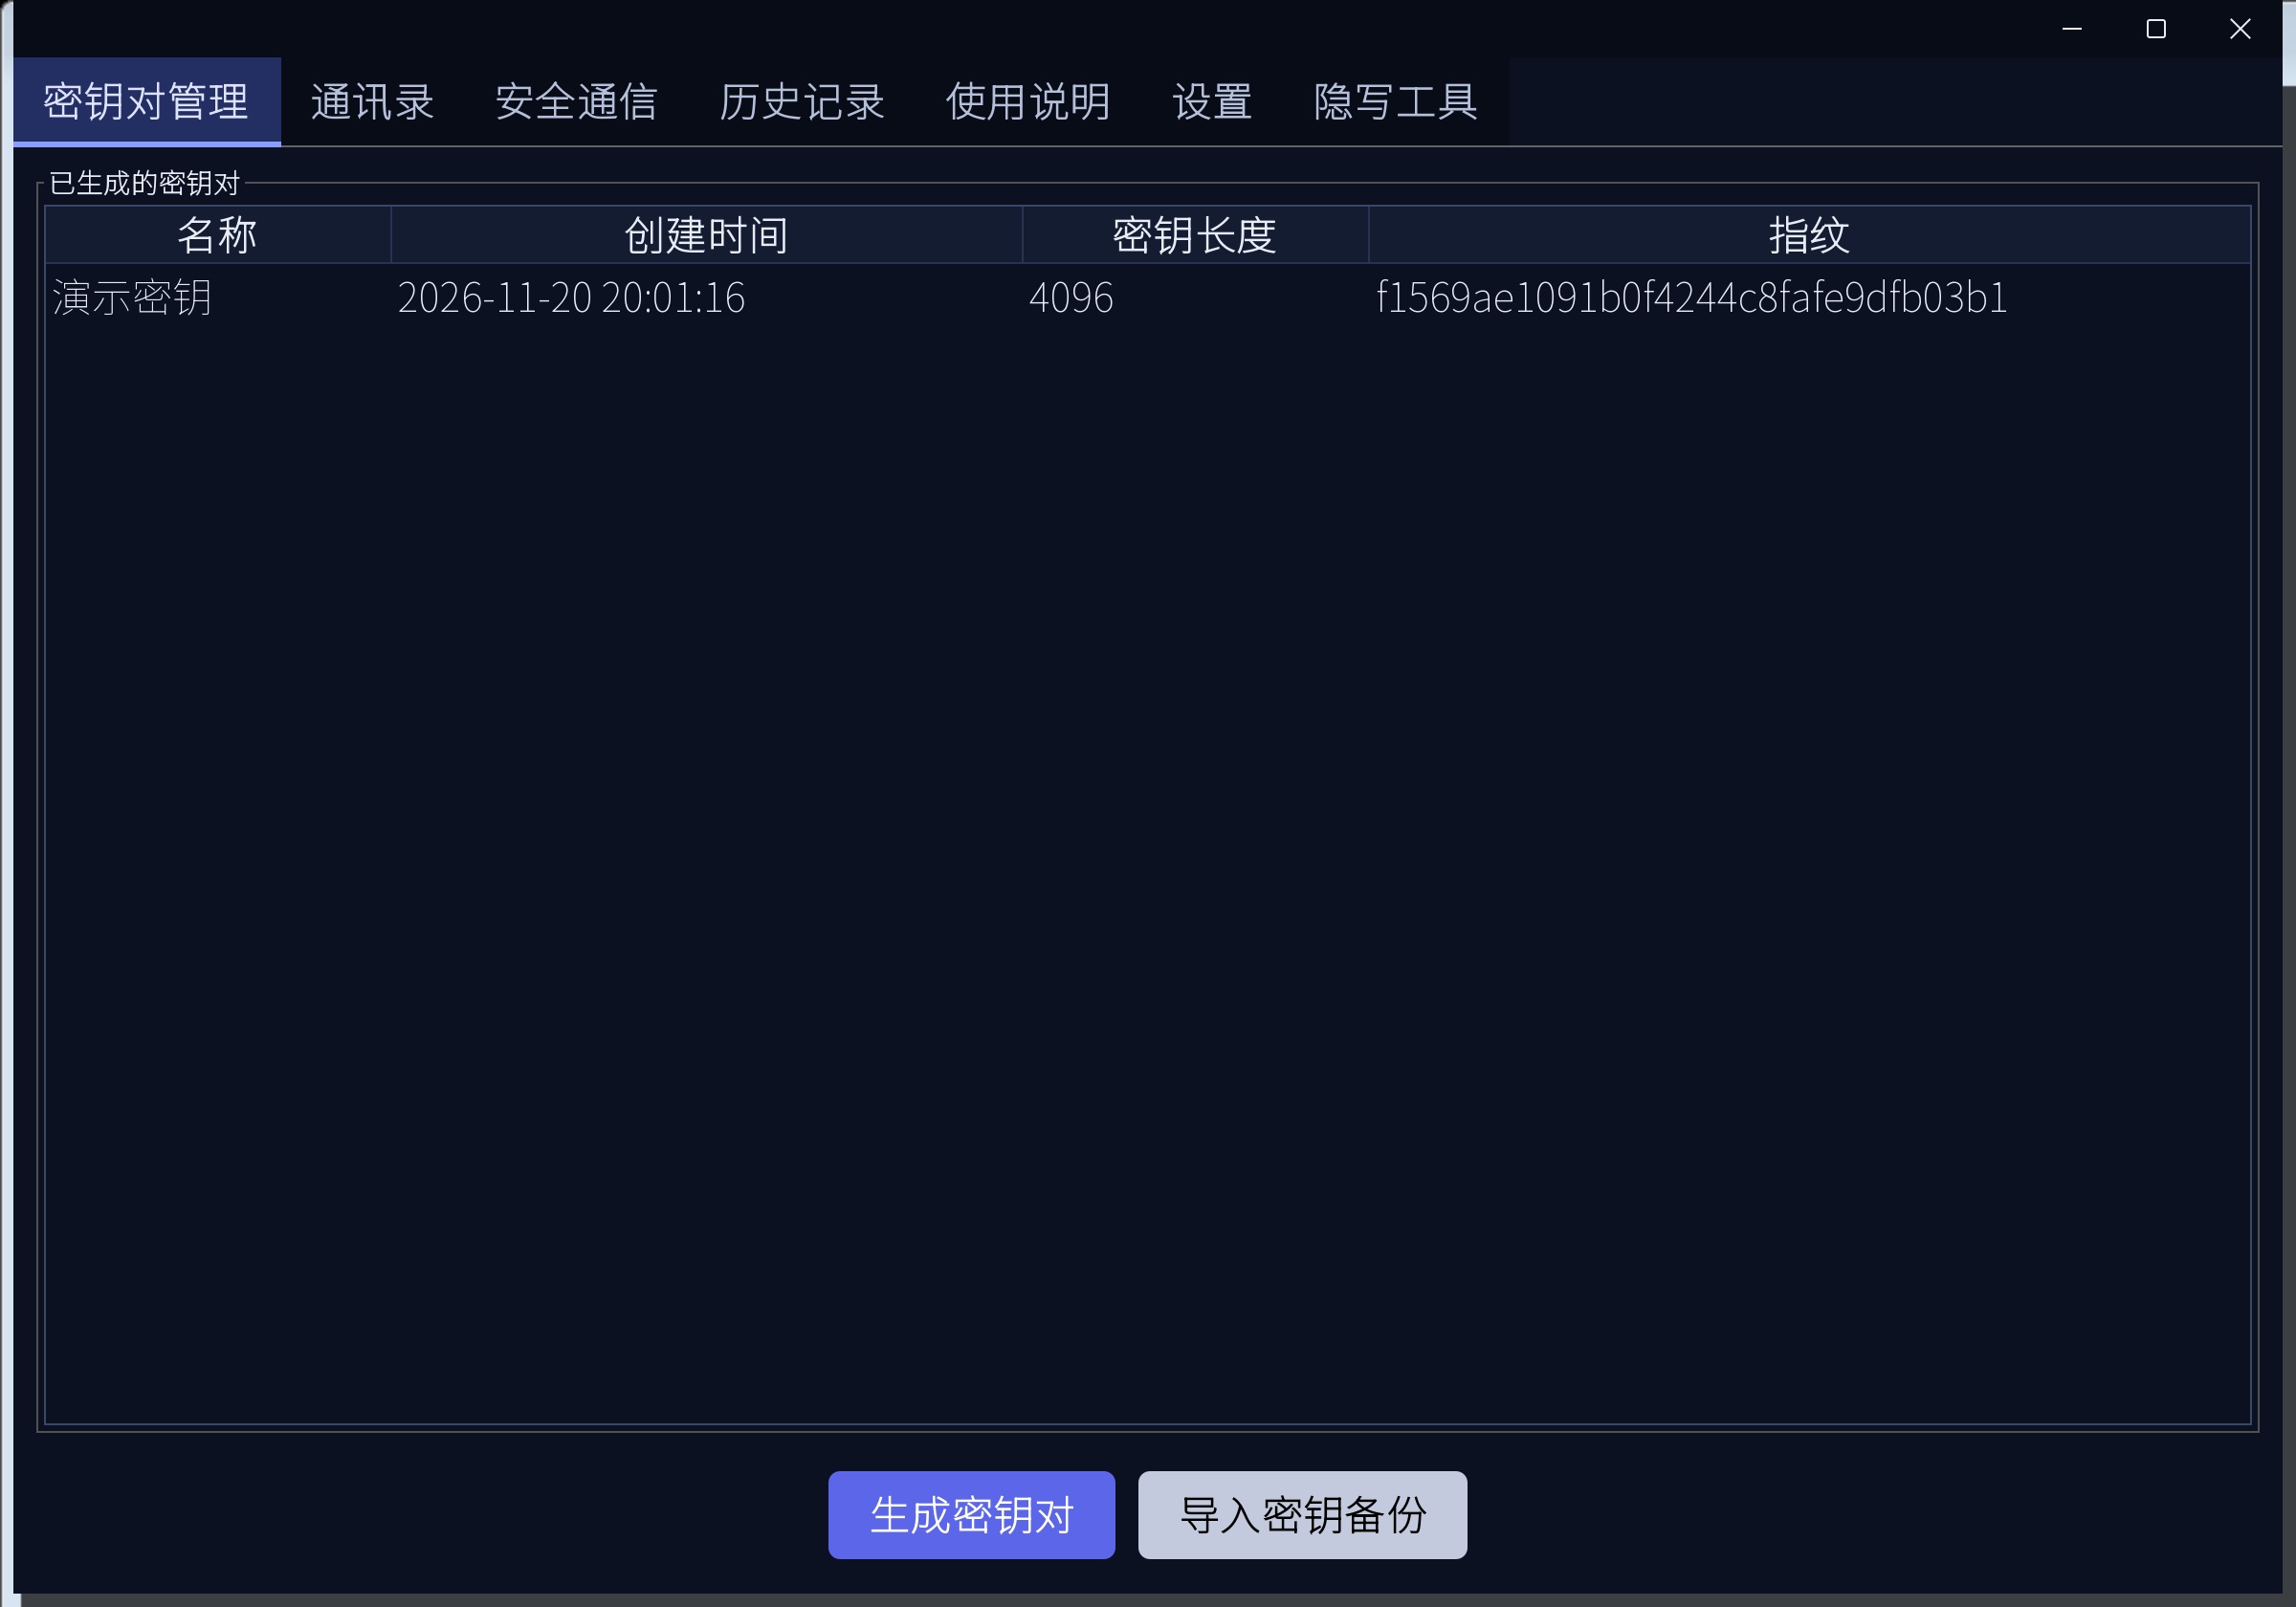 密钥对管理 通讯录 安全通信 历史记录 使用说明 设置 隐写工具
已生成的密钥对
名称 创建时间 密钥长度 指纹
演示密钥 2026-11-20 20:01:16 4096 f1569ae1091b0f4244c8fafe9dfb03b1
生成密钥对 导入密钥备份